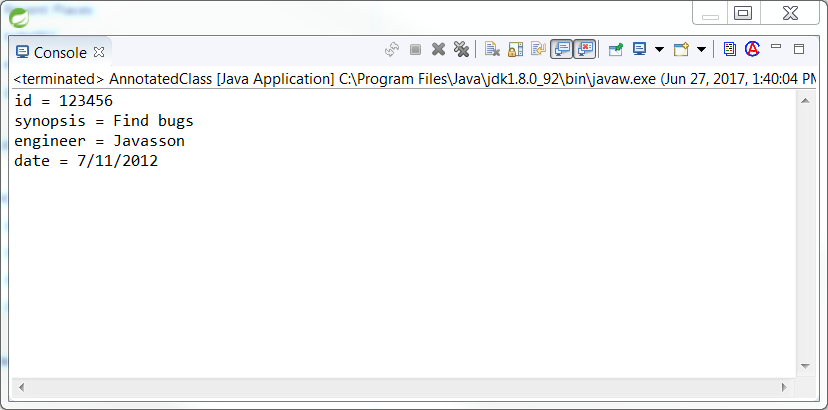 Console
<terminated> AnnotatedClass [Java Application] C:\Program Files\Java\jdk1.8.0_92\bin\javaw.exe (Jun 27, 2017, 1:40:04 PM
id = 123456
synopsis = Find bugs
engineer = Javasson
date = 7/11/2012